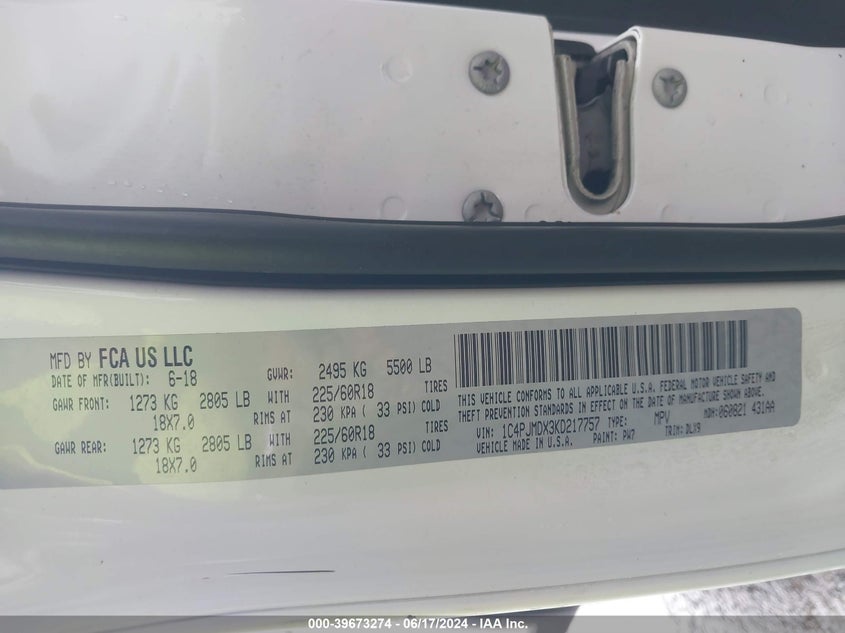 MFD BY FCA US LLC
DATE OF MFR(BUILT): 6-18 GVWR: 2495 KG 5500 LB
GAWR FRONT: 1273 KG 2805 LB WITH 225/60R18 TIRES
18X7.0 RIMS AT 230 KPA ( 33 PSI) COLD
GAWR REAR: 1273 KG 2805 LB WITH 225/60R18 TIRES
18X7.0 RIMS AT 230 KPA ( 33 PSI) COLD
THIS VEHICLE CONFORMS TO ALL APPLICABLE U.S.A. FEDERAL MOTOR VEHICLE SAFETY AND
THEFT PREVENTION STANDARDS IN EFFECT ON THE DATE OF MANUFACTURE SHOWN ABOVE.
VIN: 1C4PJMDX3KD217757 TYPE: MPV MDH: 060821 431AA
VEHICLE MADE IN U.S.A. PAINT: PW7 TRIM: DLX9
000-39673274 - 06/17/2024 - IAA Inc.